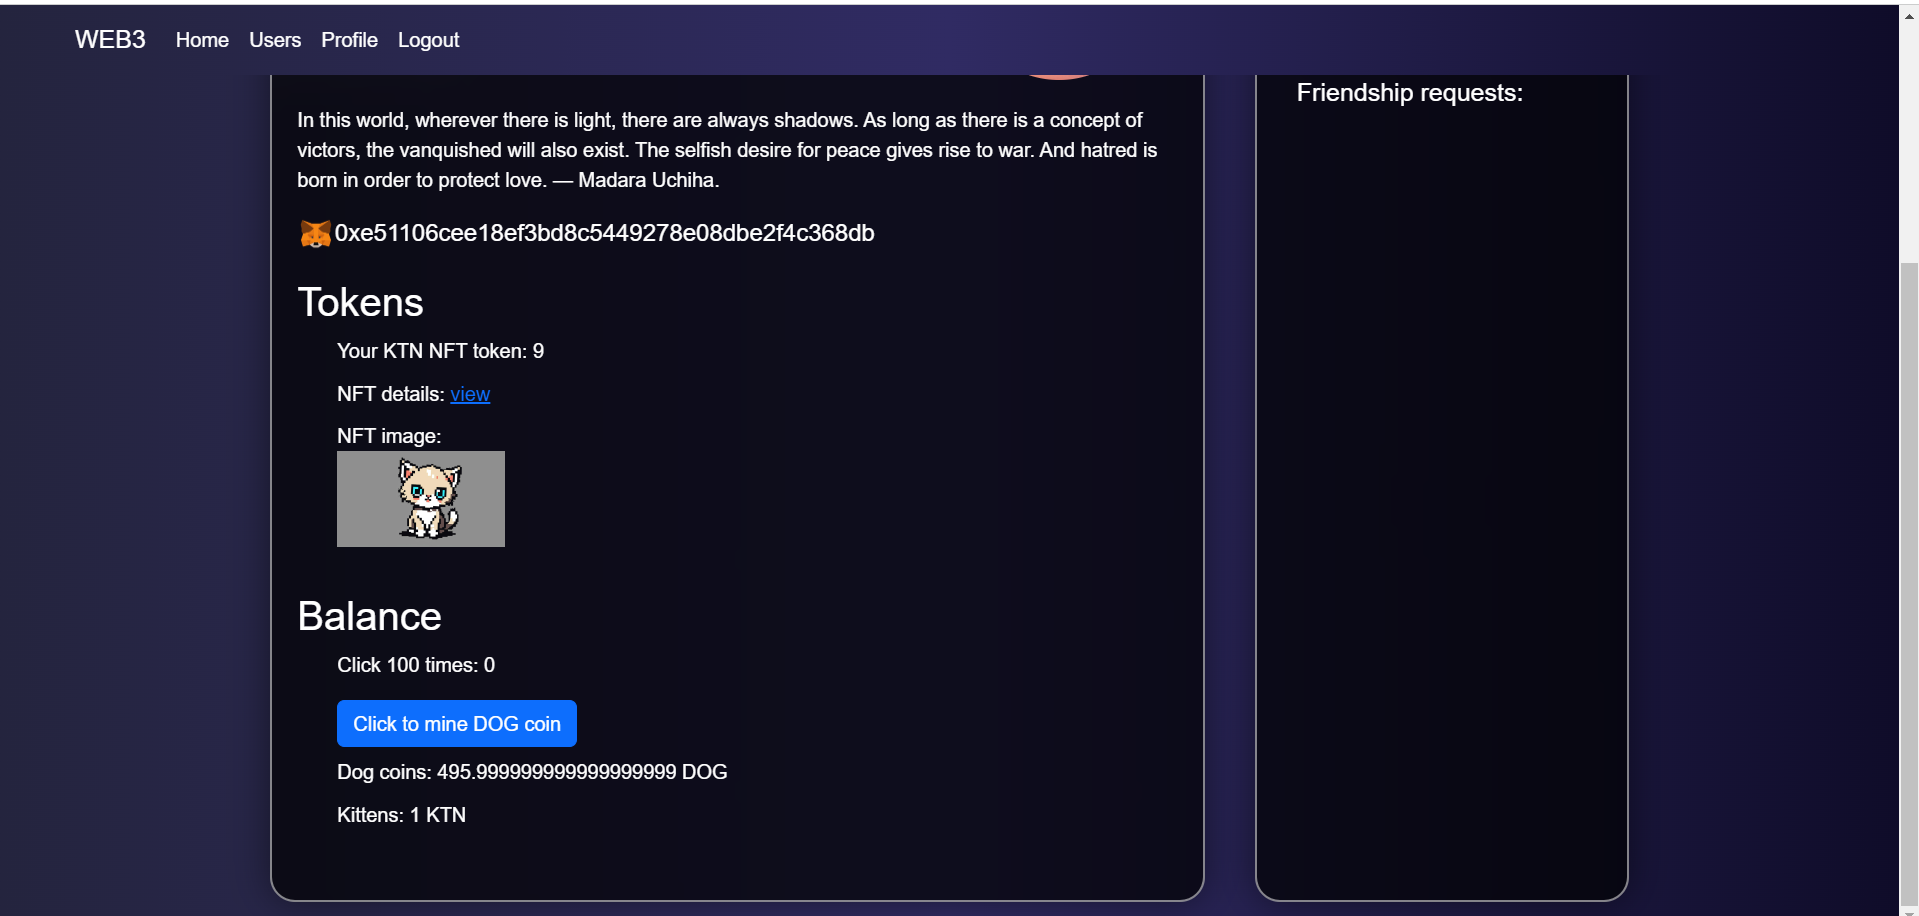 WEB3 Home Users Profile Logout
In this world, wherever there is light, there are always shadows. As long as there is a concept of
victors, the vanquished will also exist. The selfish desire for peace gives rise to war. And hatred is
born in order to protect love. — Madara Uchiha.
0xe51106cee18ef3bd8c5449278e08dbe2f4c368db
Tokens
Your KTN NFT token: 9
NFT details: view
NFT image:
Balance
Click 100 times: 0
Click to mine DOG coin
Dog coins: 495.999999999999999999 DOG
Kittens: 1 KTN
Friendship requests: